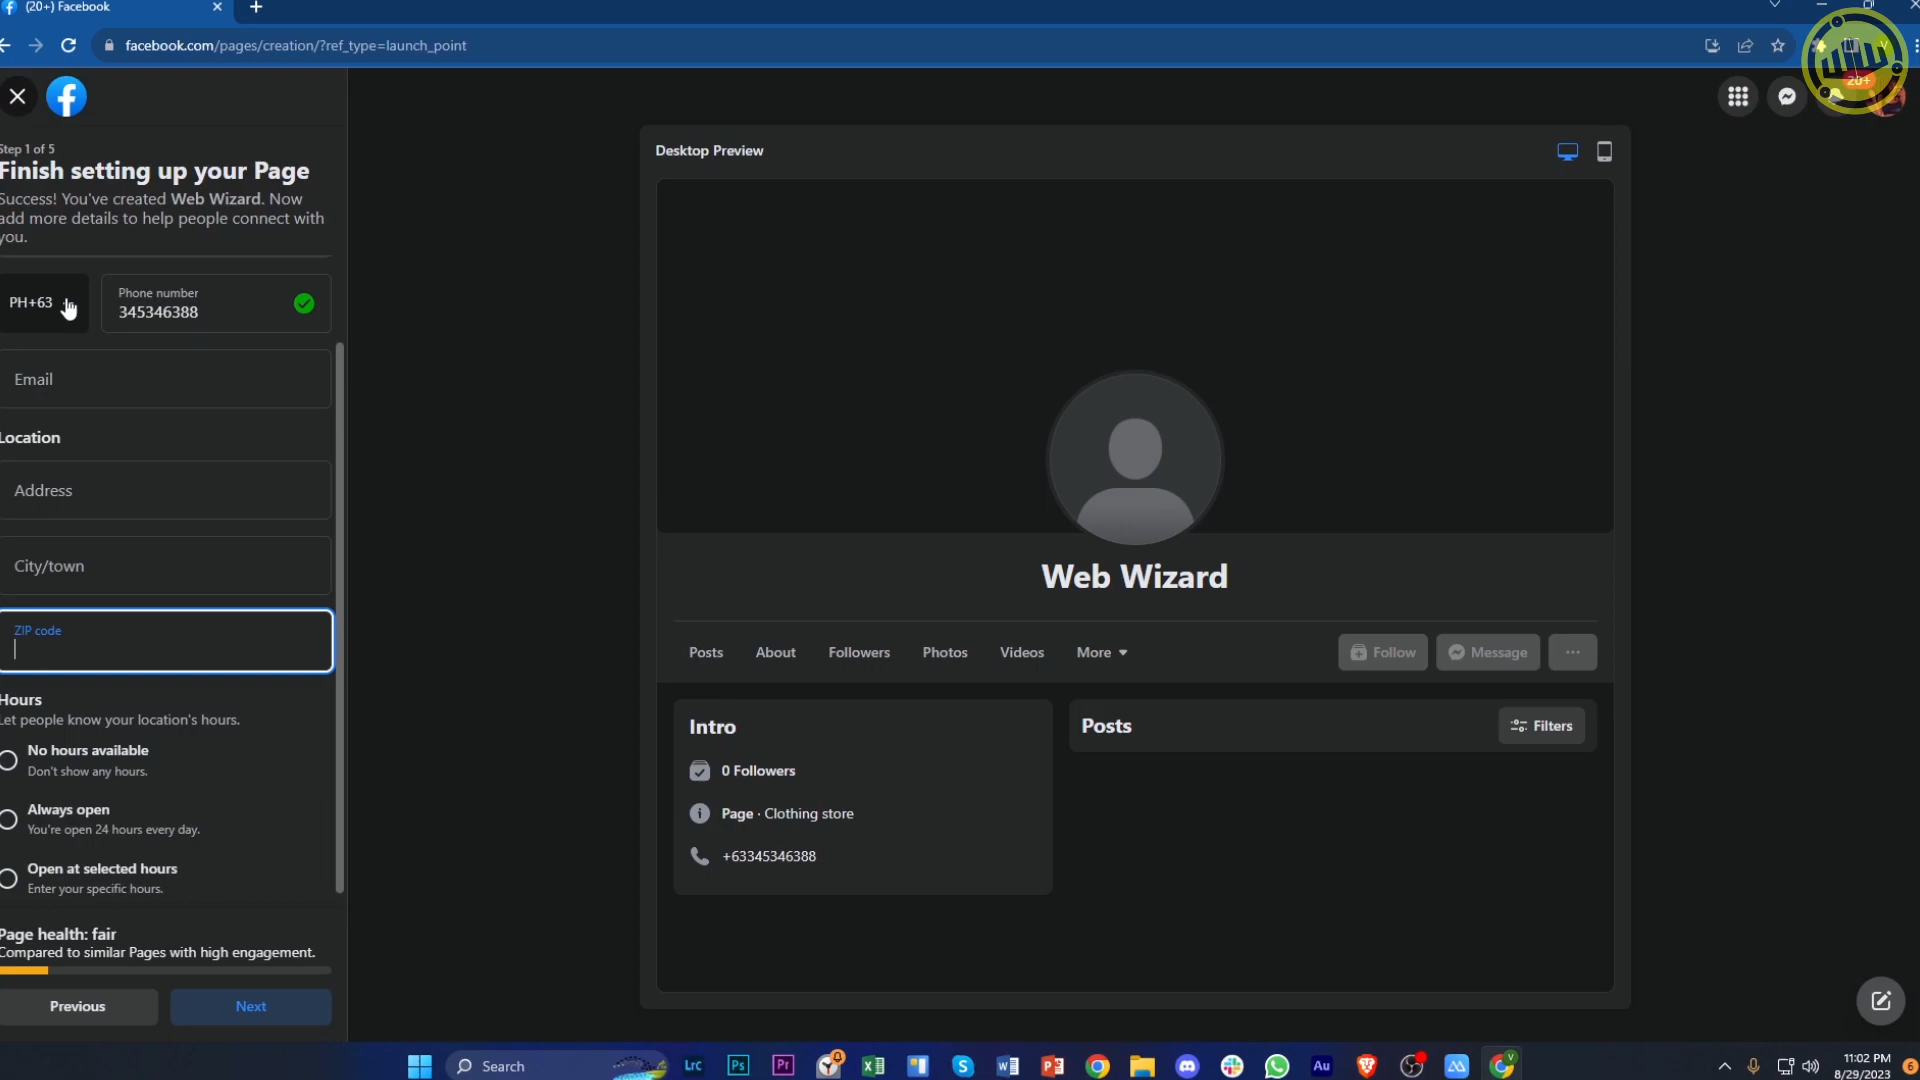 (20+) Facebook
facebook.com/pages/creation/?ref_type=launch_point
20+
Step 1 of 5
Finish setting up your Page
Success! You've created Web Wizard. Now
add more details to help people connect with
you.
PH+63
Phone number
345346388
Email
Location
Address
City/town
ZIP code
Hours
Let people know your location's hours.
No hours available
Don't show any hours.
Always open
You're open 24 hours every day.
Open at selected hours
Enter your specific hours.
Page health: fair
Compared to similar Pages with high engagement.
Previous
Next
Desktop Preview
Web Wizard
Posts
About
Followers
Photos
Videos
More
Follow
Message
Intro
0 Followers
Page · Clothing store
+63345346388
Posts
Filters
Search
Lrc
Ps
Pr
Au
V
11:02 PM
8/29/2023
6